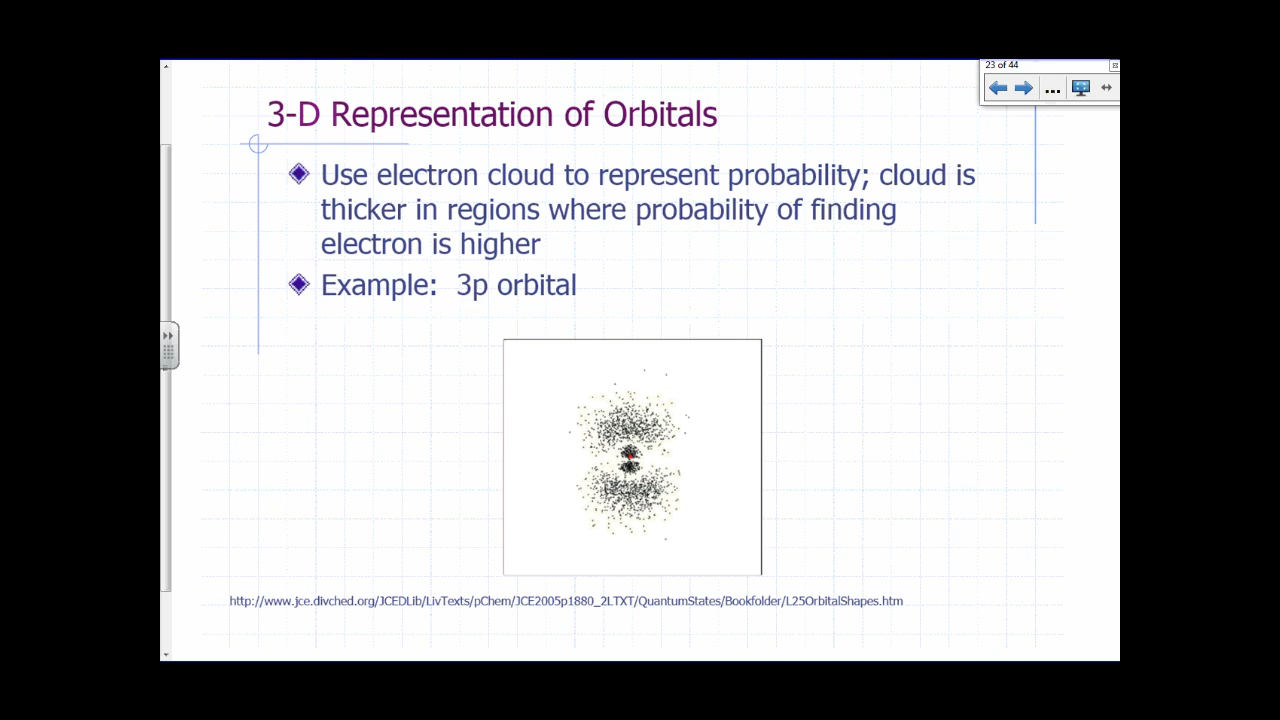 23 of 44
...
3-D Representation of Orbitals
Use electron cloud to represent probability; cloud is
thicker in regions where probability of finding
electron is higher
Example:  3p orbital
http://www.jce.divched.org/JCEDLib/LivTexts/pChem/JCE2005p1880_2LTXT/QuantumStates/Bookfolder/L25OrbitalShapes.htm